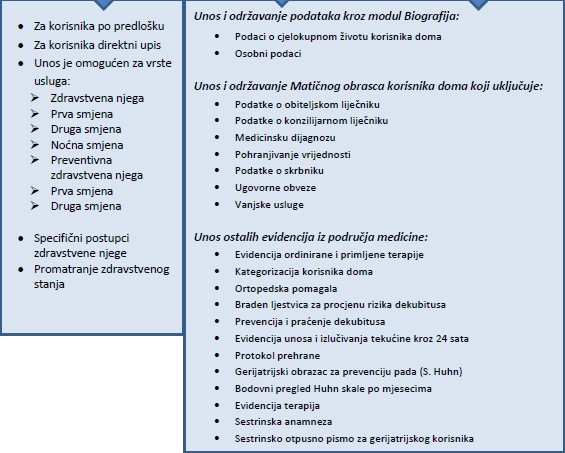 Za korisnika po predlošku
Za korisnika direktni upis
Unos je omogućen za vrste
usluga:
Zdravstvena njega
Prva smjena
Druga smjena
Noćna smjena
Preventivna
zdravstvena njega
Prva smjena
Druga smjena
Specifični postupci
zdravstvene njege
Promatranje zdravstvenog
stanja
Unos i održavanje podataka kroz modul Biografija:
Podaci o cjelokupnom životu korisnika doma
Osobni podaci
Unos i održavanje Matičnog obrasca korisnika doma koji uključuje:
Podatke o obiteljskom liječniku
Podatke o konzilijarnom liječniku
Medicinsku dijagnozu
Pohranjivanje vrijednosti
Podatke o skrbniku
Ugovorne obveze
Vanjske usluge
Unos ostalih evidencija iz područja medicine:
Evidencija ordinirane i primljene terapije
Kategorizacija korisnika doma
Ortopedska pomagala
Braden ljestvica za procjenu rizika dekubitusa
Prevencija i praćenje dekubitusa
Evidencija unosa i izlučivanja tekućine kroz 24 sata
Protokol prehrane
Gerijatrijski obrazac za prevenciju pada (S. Huhn)
Bodovni pregled Huhn skale po mjesecima
Evidencija terapija
Sestrinska anamneza
Sestrinsko otpusno pismo za gerijatrijskog korisnika